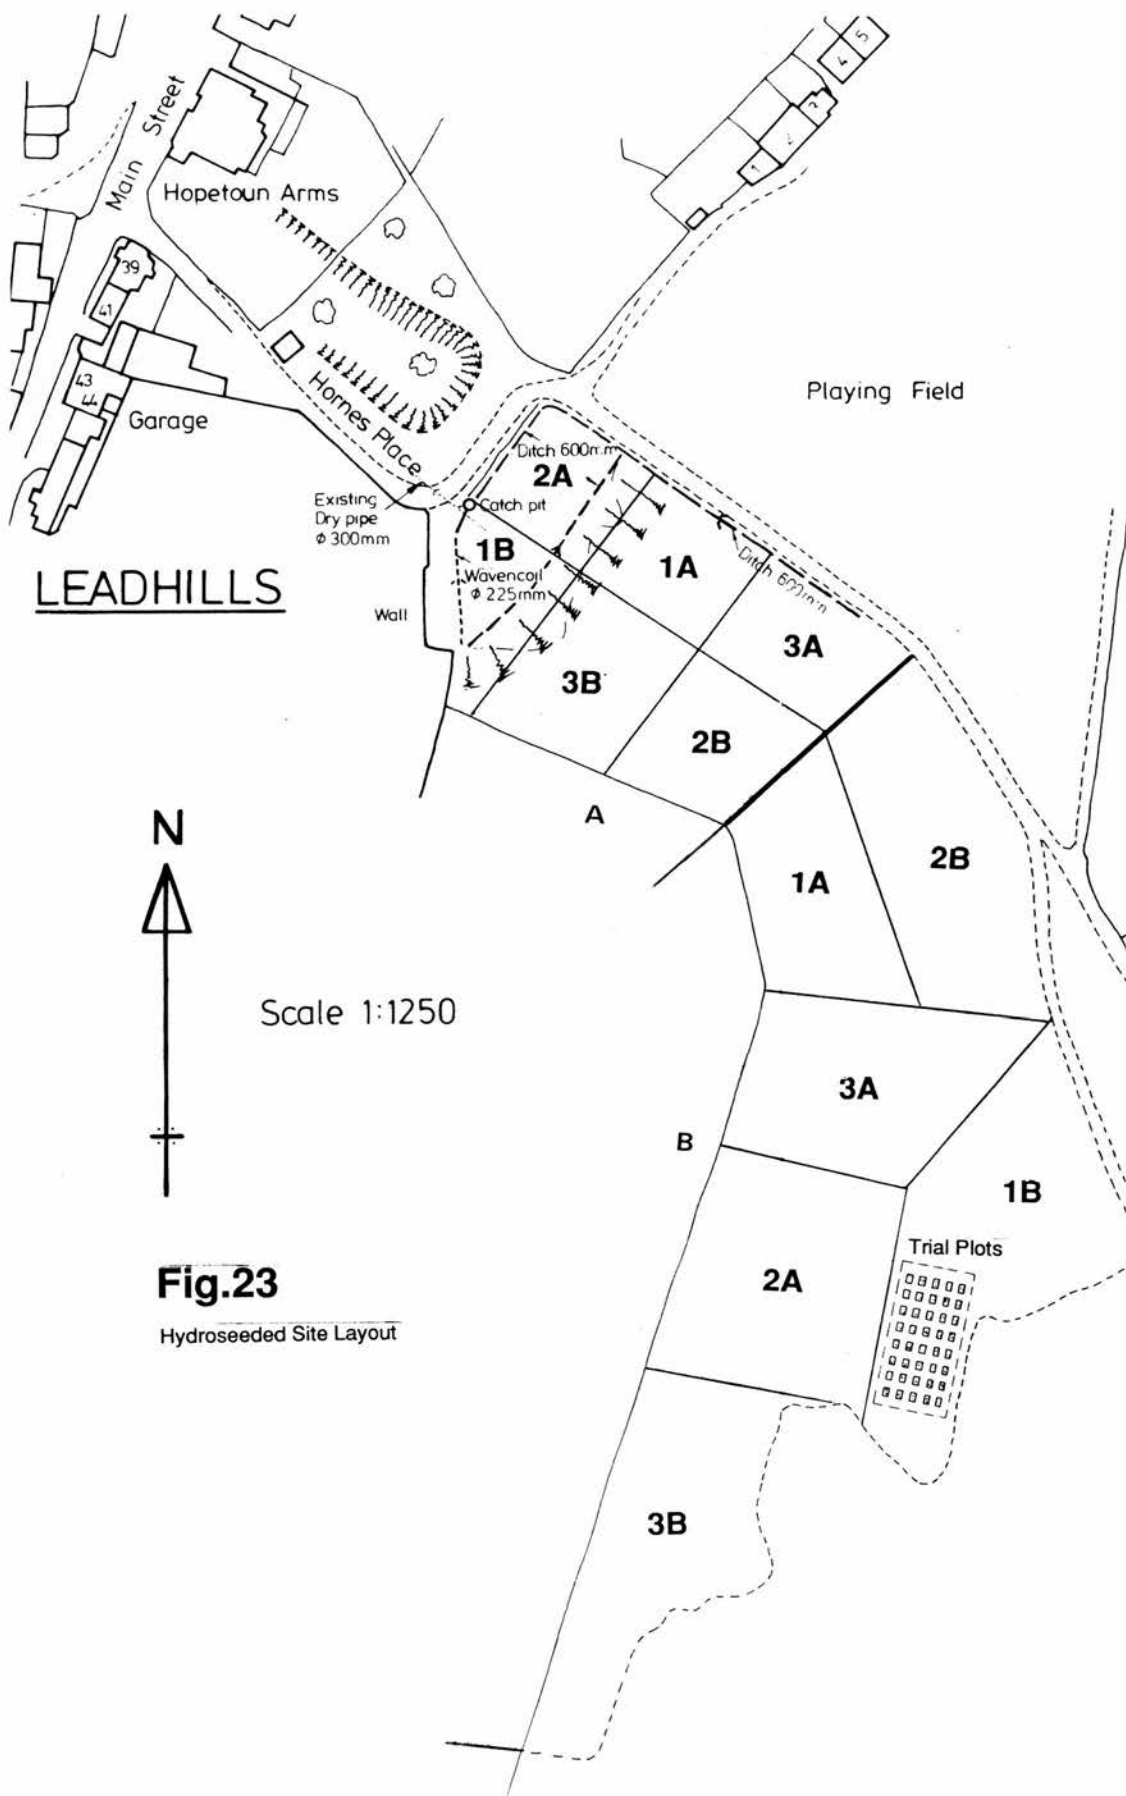 5
4
Main Street
2
1
Hopetoun Arms
39
41
43
44
Garage
Hornes Place
Playing Field
Ditch 600mm
2A
Existing
Dry pipe
ø 300mm
Catch pit
1B
Wavencoil
ø 225mm
1A
Ditch 600mm
LEADHILLS
Wall
3A
3B
2B
A
N
2B
1A
Scale 1:1250
3A
B
1B
Trial Plots
2A
Fig.23
Hydroseeded Site Layout
3B